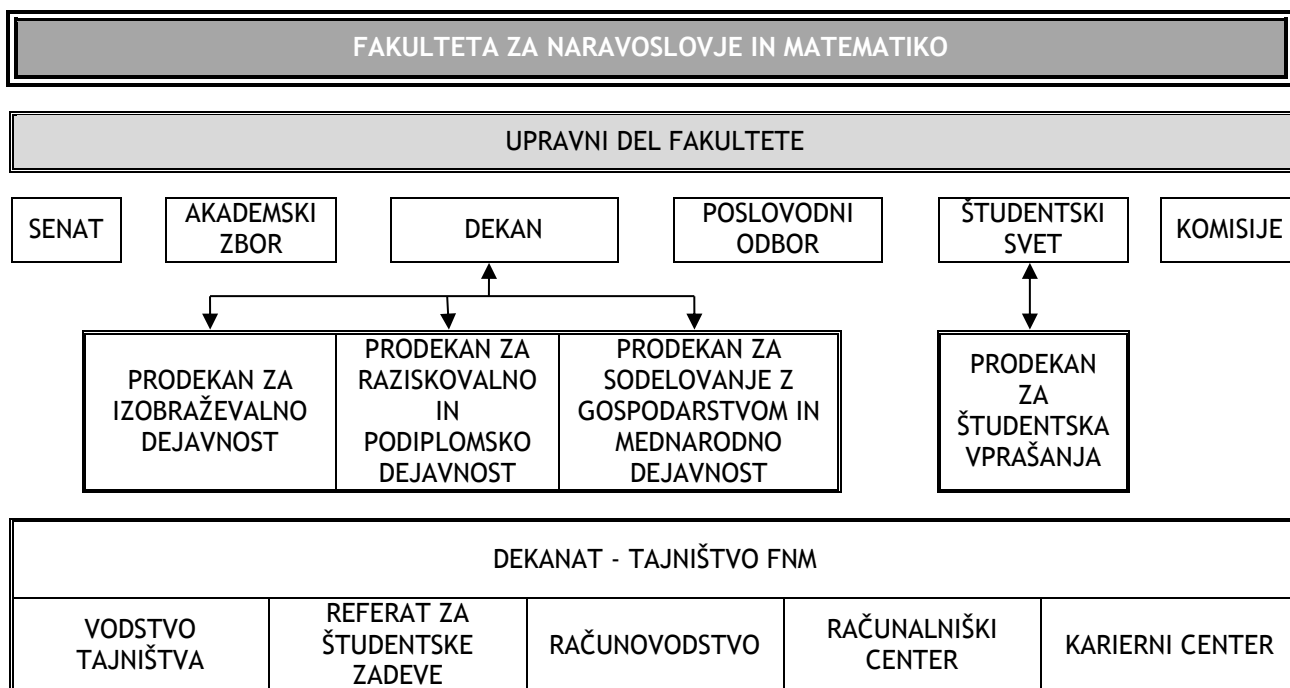 FAKULTETA ZA NARAVOSLOVJE IN MATEMATIKO
UPRAVNI DEL FAKULTETE
SENAT
AKADEMSKI
ZBOR
DEKAN
POSLOVODNI
ODBOR
ŠTUDENTSKI
SVET
KOMISIJE
PRODEKAN ZA
IZOBRAŽEVALNO
DEJAVNOST
PRODEKAN ZA
RAZISKOVALNO
IN
PODIPLOMSKO
DEJAVNOST
PRODEKAN ZA
SODELOVANJE Z
GOSPODARSTVOM IN
MEDNARODNO
DEJAVNOST
PRODEKAN
ZA
ŠTUDENTSKA
VPRAŠANJA
DEKANAT - TAJNIŠTVO FNM
VODSTVO
TAJNIŠTVA
REFERAT ZA
ŠTUDENTSKE
ZADEVE
RAČUNOVODSTVO
RAČUNALNIŠKI
CENTER
KARIERNI CENTER